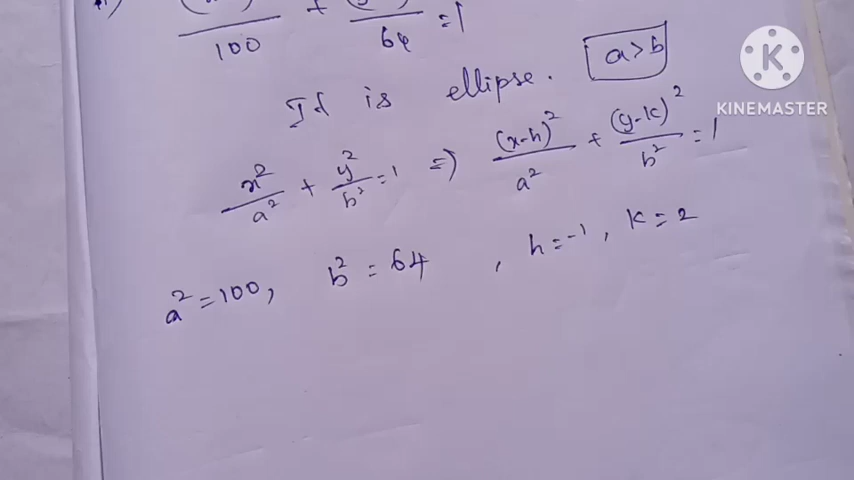 100 + 64 = 1
It is ellipse. a > b
x²/a² + y²/b² = 1 ⇒ (x-h)²/a² + (y-k)²/b² = 1
a² = 100, b² = 64, h = -1, k = 2
K
KINEMASTER